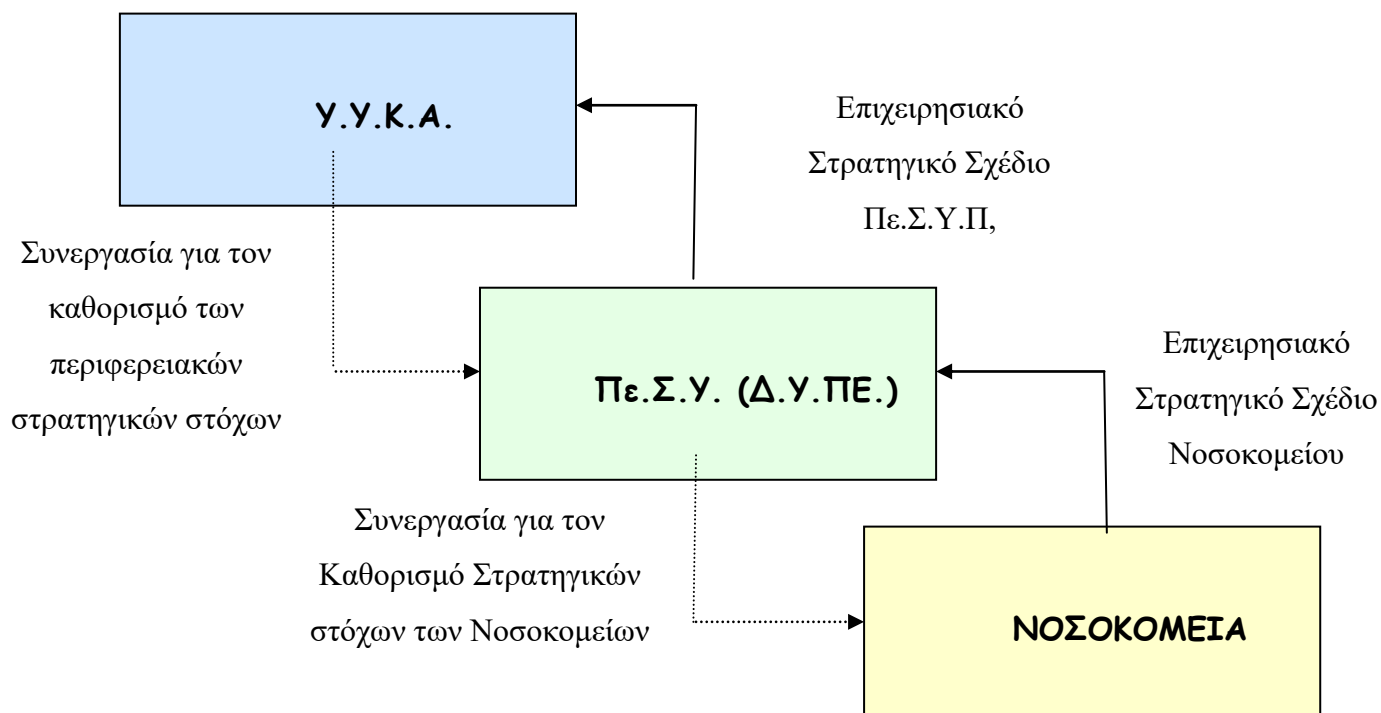 Υ.Υ.Κ.Α.
Επιχειρησιακό
Στρατηγικό Σχέδιο
Πε.Σ.Υ.Π,
Συνεργασία για τον
καθορισμό των
περιφερειακών
στρατηγικών στόχων
Πε.Σ.Υ. (Δ.Υ.ΠΕ.)
Επιχειρησιακό
Στρατηγικό Σχέδιο
Νοσοκομείου
Συνεργασία για τον
Καθορισμό Στρατηγικών
στόχων των Νοσοκομείων
ΝΟΣΟΚΟΜΕΙΑ